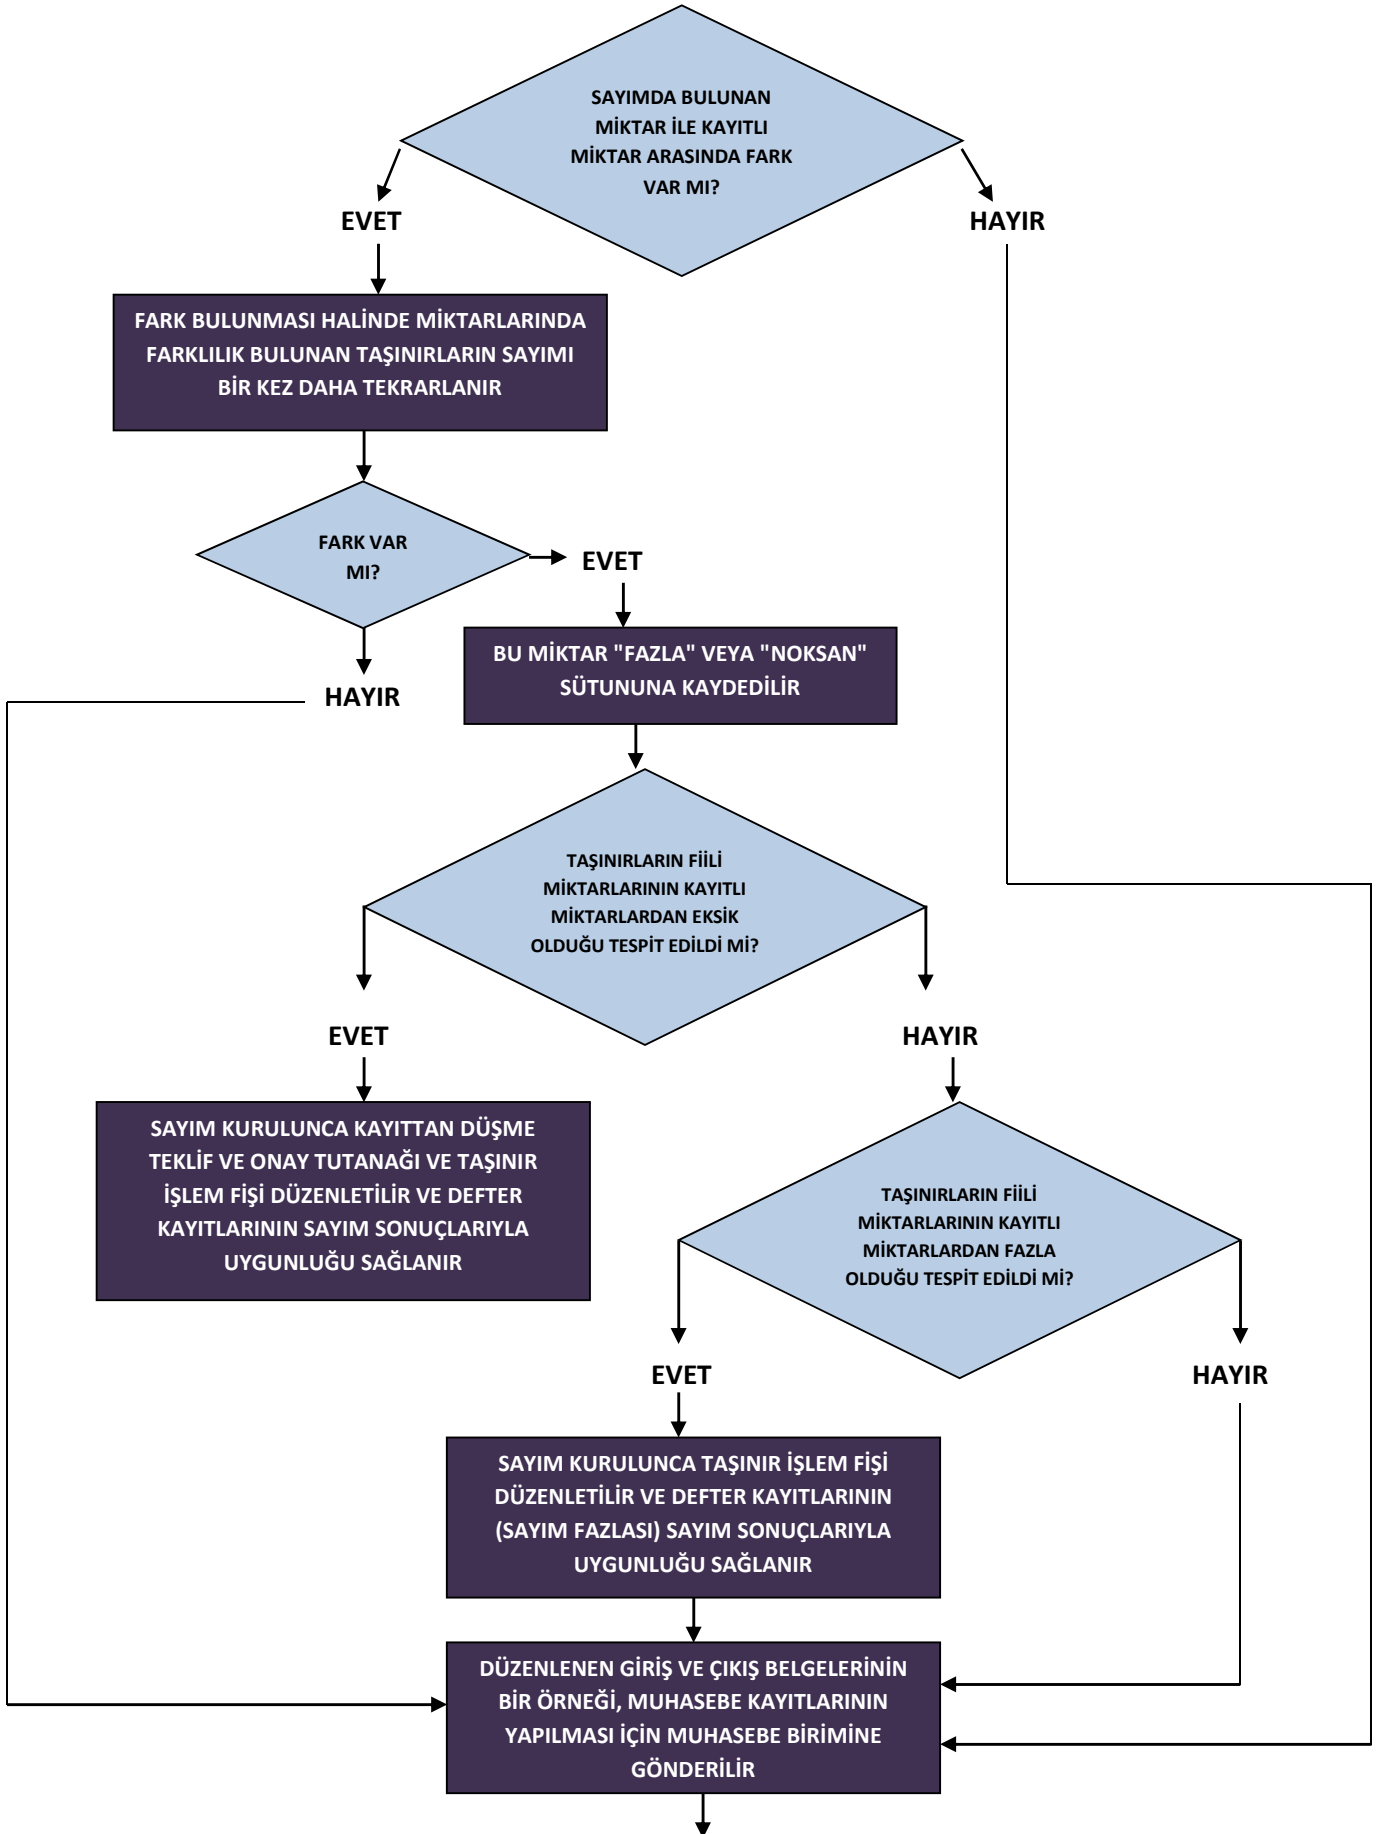 SAYIMDA BULUNAN
MİKTAR İLE KAYITLI
MİKTAR ARASINDA FARK
VAR MI?
EVET
HAYIR
FARK BULUNMASI HALİNDE MİKTARLARINDA
FARKLILIK BULUNAN TAŞINIRLARIN SAYIMI
BİR KEZ DAHA TEKRARLANIR
FARK VAR
MI?
EVET
HAYIR
BU MİKTAR "FAZLA" VEYA "NOKSAN"
SÜTUNUNA KAYDEDİLİR
TAŞINIRLARIN FİİLİ
MİKTARLARININ KAYITLI
MİKTARLARDAN EKSİK
OLDUĞU TESPİT EDİLDİ Mİ?
EVET
HAYIR
SAYIM KURULUNCA KAYITTAN DÜŞME
TEKLİF VE ONAY TUTANAĞI VE TAŞINIR
İŞLEM FİŞİ DÜZENLETİLİR VE DEFTER
KAYITLARININ SAYIM SONUÇLARIYLA
UYGUNLUĞU SAĞLANIR
TAŞINIRLARIN FİİLİ
MİKTARLARININ KAYITLI
MİKTARLARDAN FAZLA
OLDUĞU TESPİT EDİLDİ Mİ?
EVET
HAYIR
SAYIM KURULUNCA TAŞINIR İŞLEM FİŞİ
DÜZENLETİLİR VE DEFTER KAYITLARININ
(SAYIM FAZLASI) SAYIM SONUÇLARIYLA
UYGUNLUĞU SAĞLANIR
DÜZENLENEN GİRİŞ VE ÇIKIŞ BELGELERİNİN
BİR ÖRNEĞİ, MUHASEBE KAYITLARININ
YAPILMASI İÇİN MUHASEBE BİRİMİNE
GÖNDERİLİR